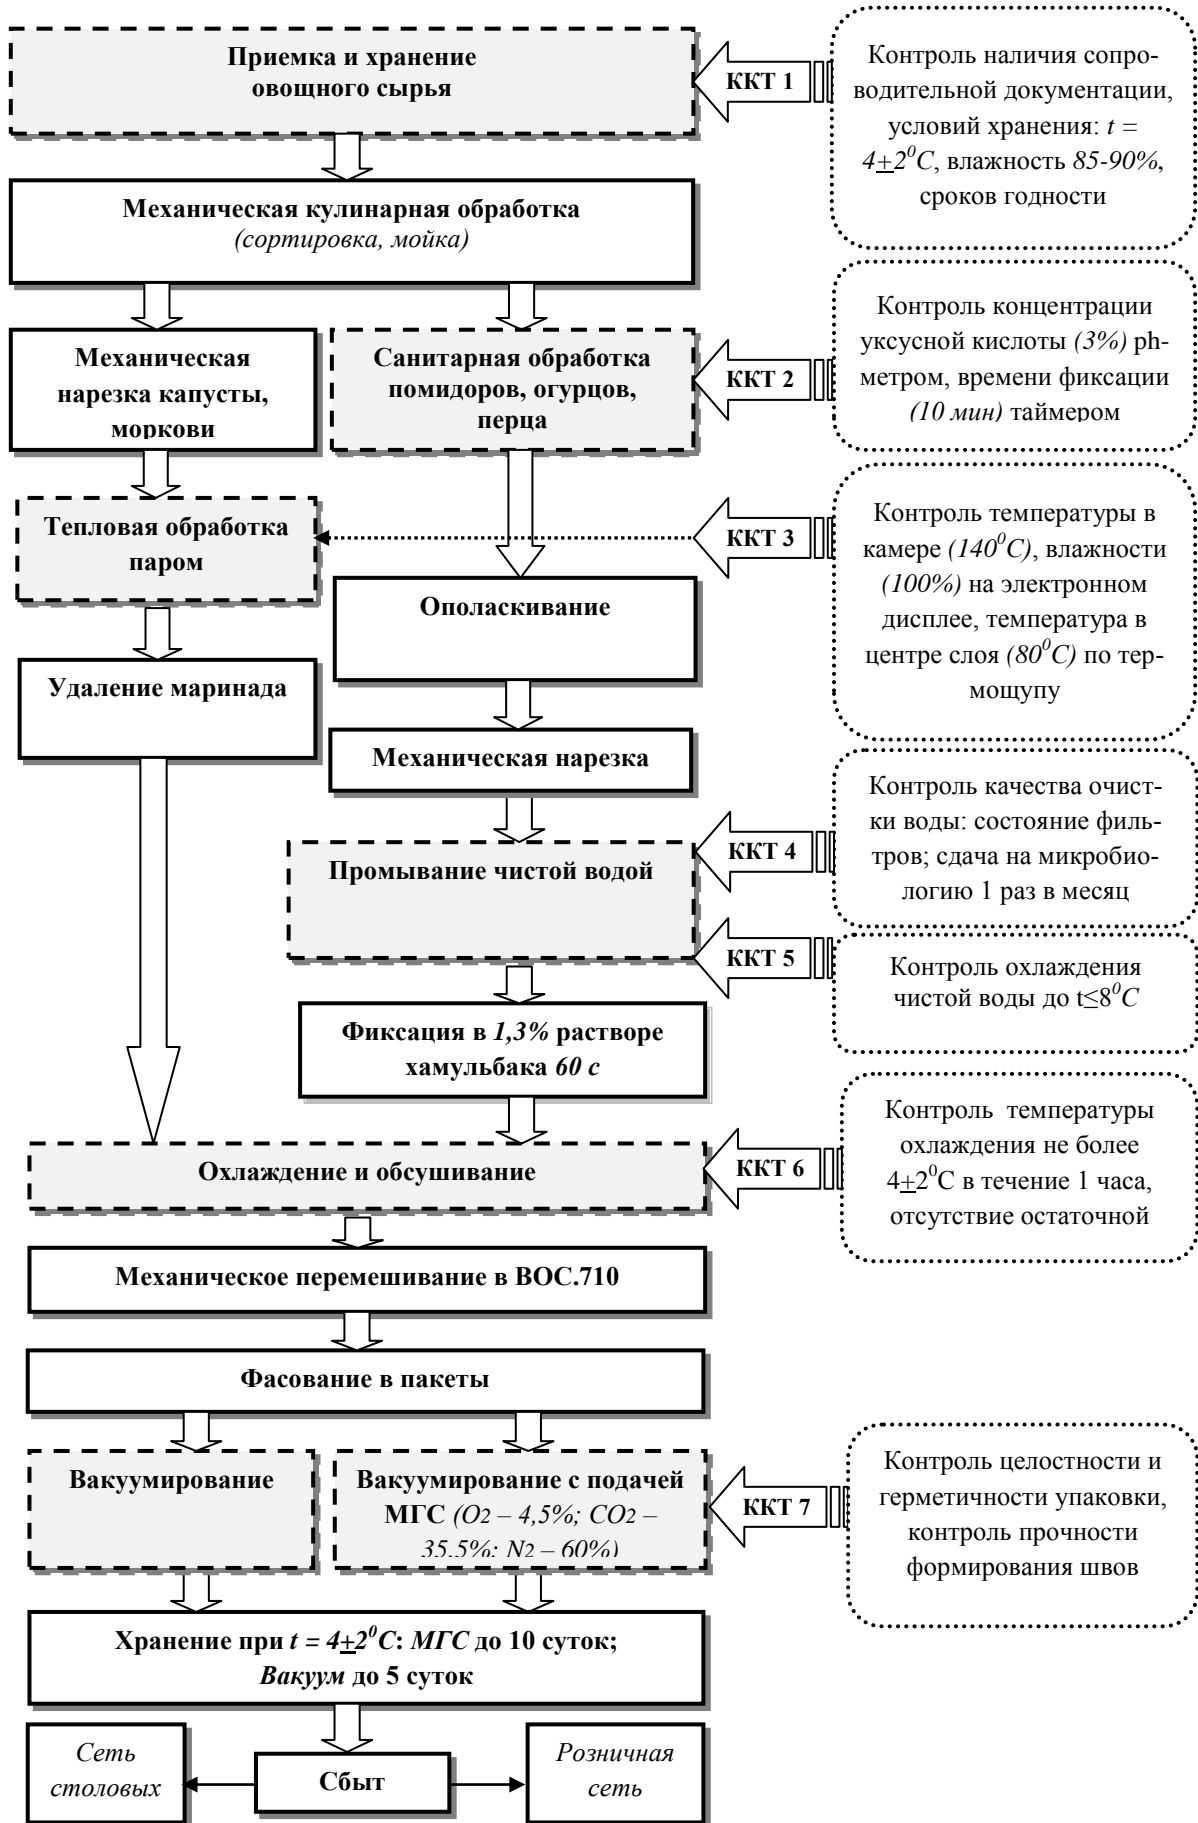 Приемка и хранение
овощного сырья
ККТ 1
Контроль наличия сопро-
водительной документации,
условий хранения: t =
4±2⁰C, влажность 85-90%,
сроков годности
Механическая кулинарная обработка
(сортировка, мойка)
Механическая
нарезка капусты,
моркови
Санитарная обработка
помидоров, огурцов,
перца
ККТ 2
Контроль концентрации
уксусной кислоты (3%) ph-
метром, времени фиксации
(10 мин) таймером
Тепловая обработка
паром
ККТ 3
Контроль температуры в
камере (140⁰C), влажности
(100%) на электронном
дисплее, температура в
центре слоя (80⁰C) по тер-
мощупу
Ополаскивание
Удаление маринада
Механическая нарезка
Промывание чистой водой
ККТ 4
Контроль качества очист-
ки воды: состояние филь-
тров; сдача на микробио-
логию 1 раз в месяц
ККТ 5
Контроль охлаждения
чистой воды до t≤8⁰C
Фиксация в 1,3% растворе
хамульбака 60 с
Охлаждение и обсушивание
ККТ 6
Контроль температуры
охлаждения не более
4±2⁰C в течение 1 часа,
отсутствие остаточной
Механическое перемешивание в ВОС.710
Фасование в пакеты
Вакуумирование
Вакуумирование с подачей
МГС (O2 – 4,5%; CO2 –
35,5%; N2 – 60%)
ККТ 7
Контроль целостности и
герметичности упаковки,
контроль прочности
формирования швов
Хранение при t = 4±2⁰C: МГС до 10 суток;
Вакуум до 5 суток
Сеть
столовых
Сбыт
Розничная
сеть